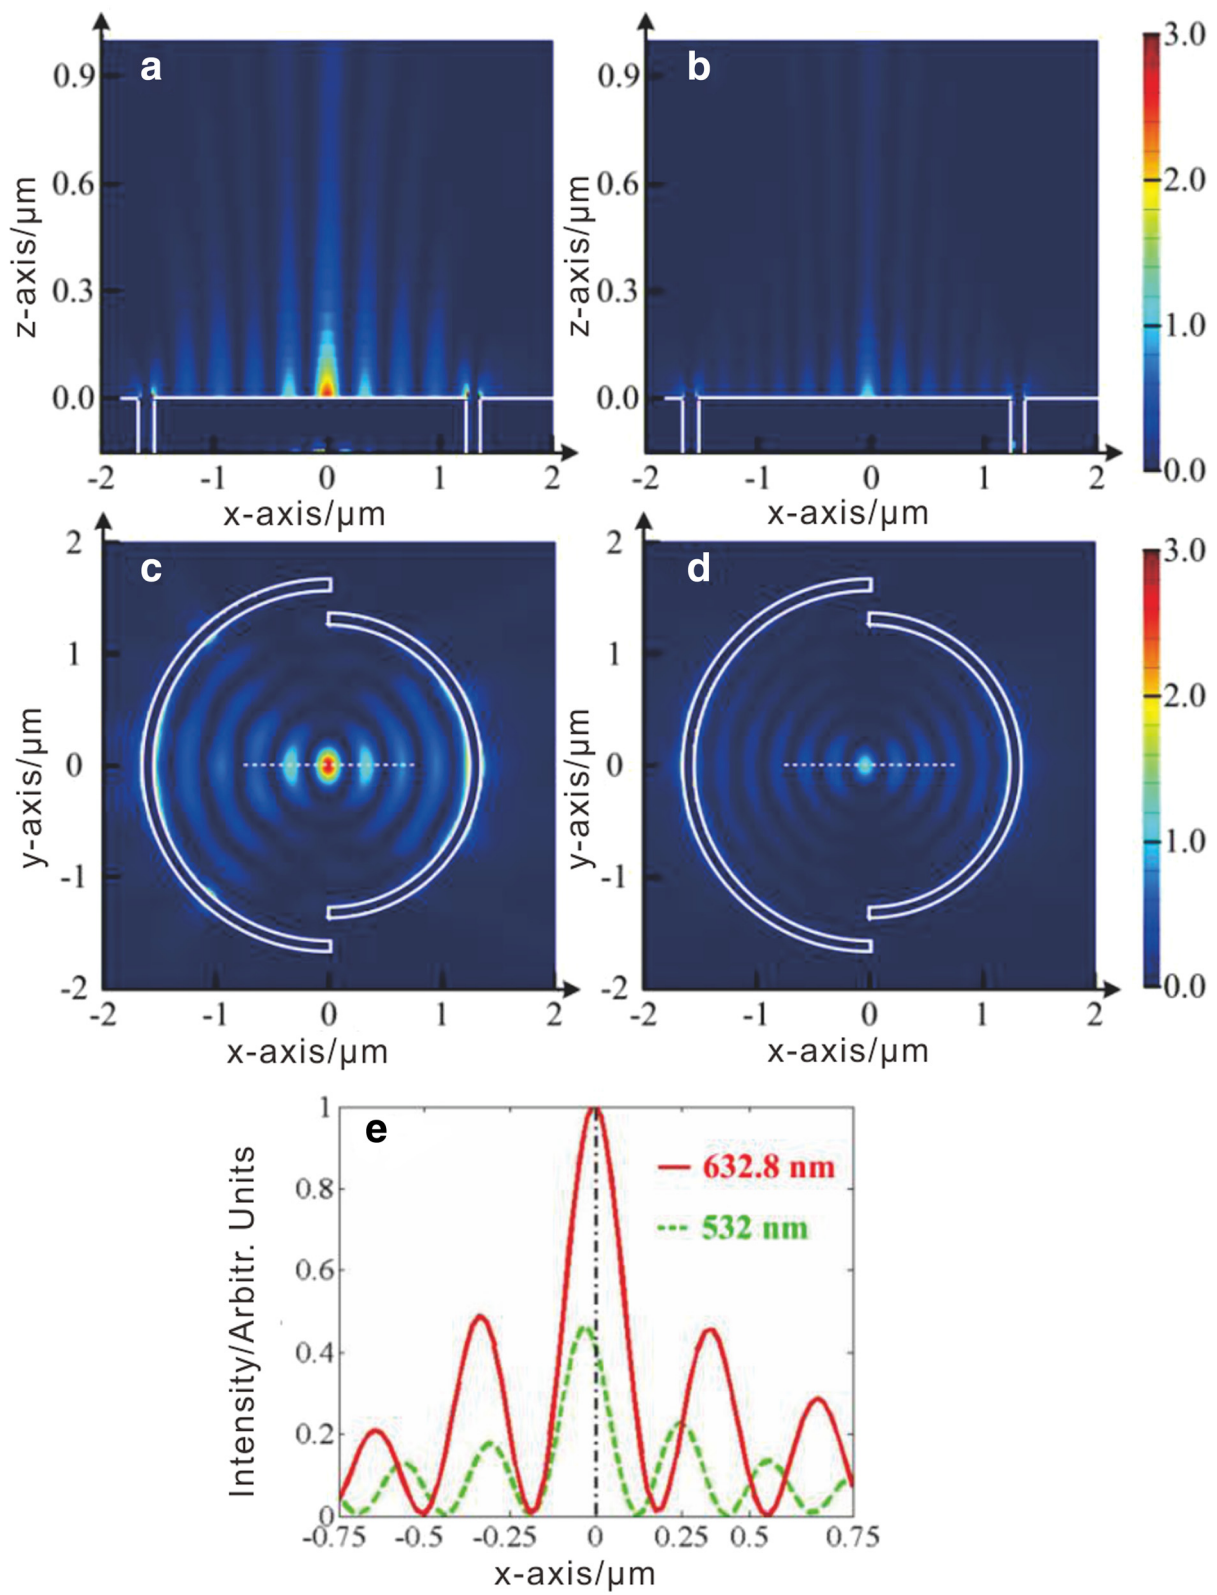 a
b
3.0
0.9
0.9
z-axis/μm
z-axis/μm
2.0
0.6
0.6
0.3
0.3
1.0
0.0
0.0
0.0
-2 -1 0 1 2
-2 -1 0 1 2
x-axis/μm
x-axis/μm
c
d
2
2
3.0
1
1
2.0
y-axis/μm
y-axis/μm
0
0
1.0
-1
-1
-2
-2
0.0
-2 -1 0 1 2
-2 -1 0 1 2
x-axis/μm
x-axis/μm
e
1
632.8 nm
532 nm
0.8
Intensity/Arbitr. Units
0.6
0.4
0.2
0
-0.75 -0.5 -0.25 0 0.25 0.5 0.75
x-axis/μm